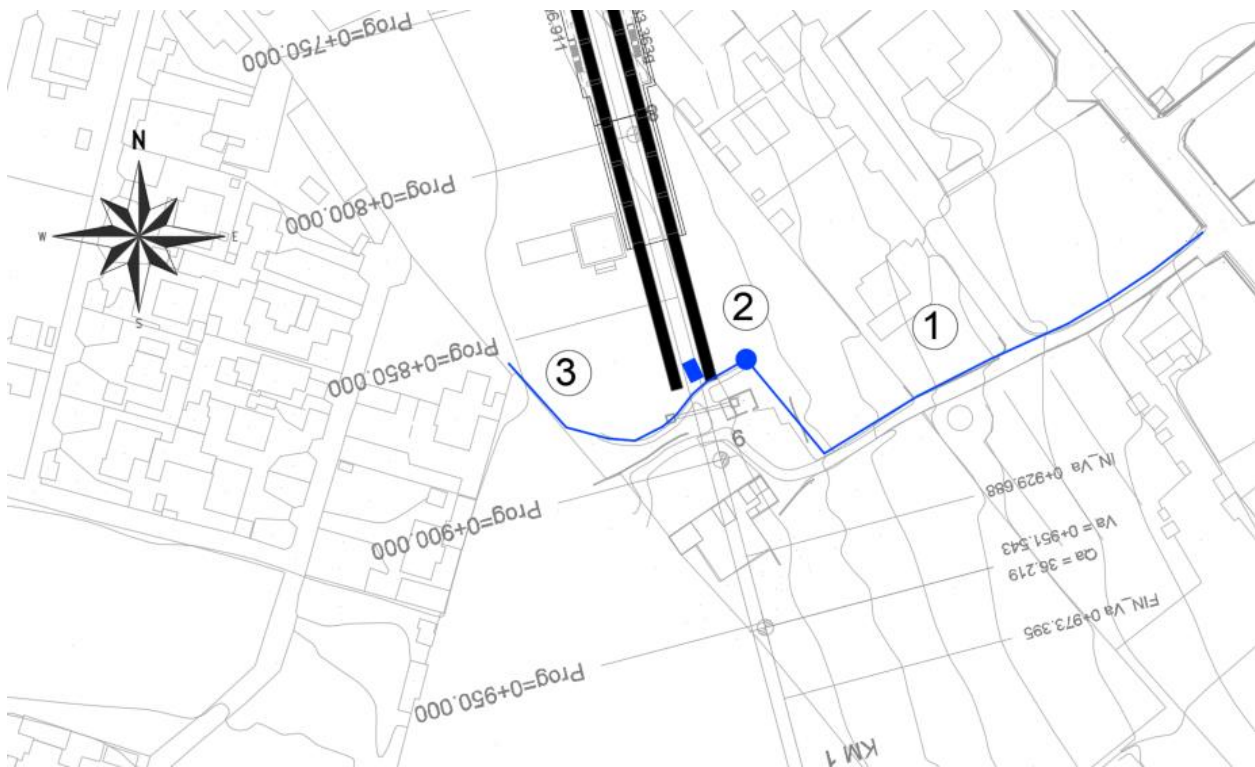 Prog=0+750.000
N
W
E
S
Prog=0+800.000
2
1
Prog=0+850.000
3
9
IN_Va 0+929.688
Prog=0+900.000
Va = 0+951.543
Qa = 36.219
FIN_Va 0+973.395
Prog=0+950.000
KM 1